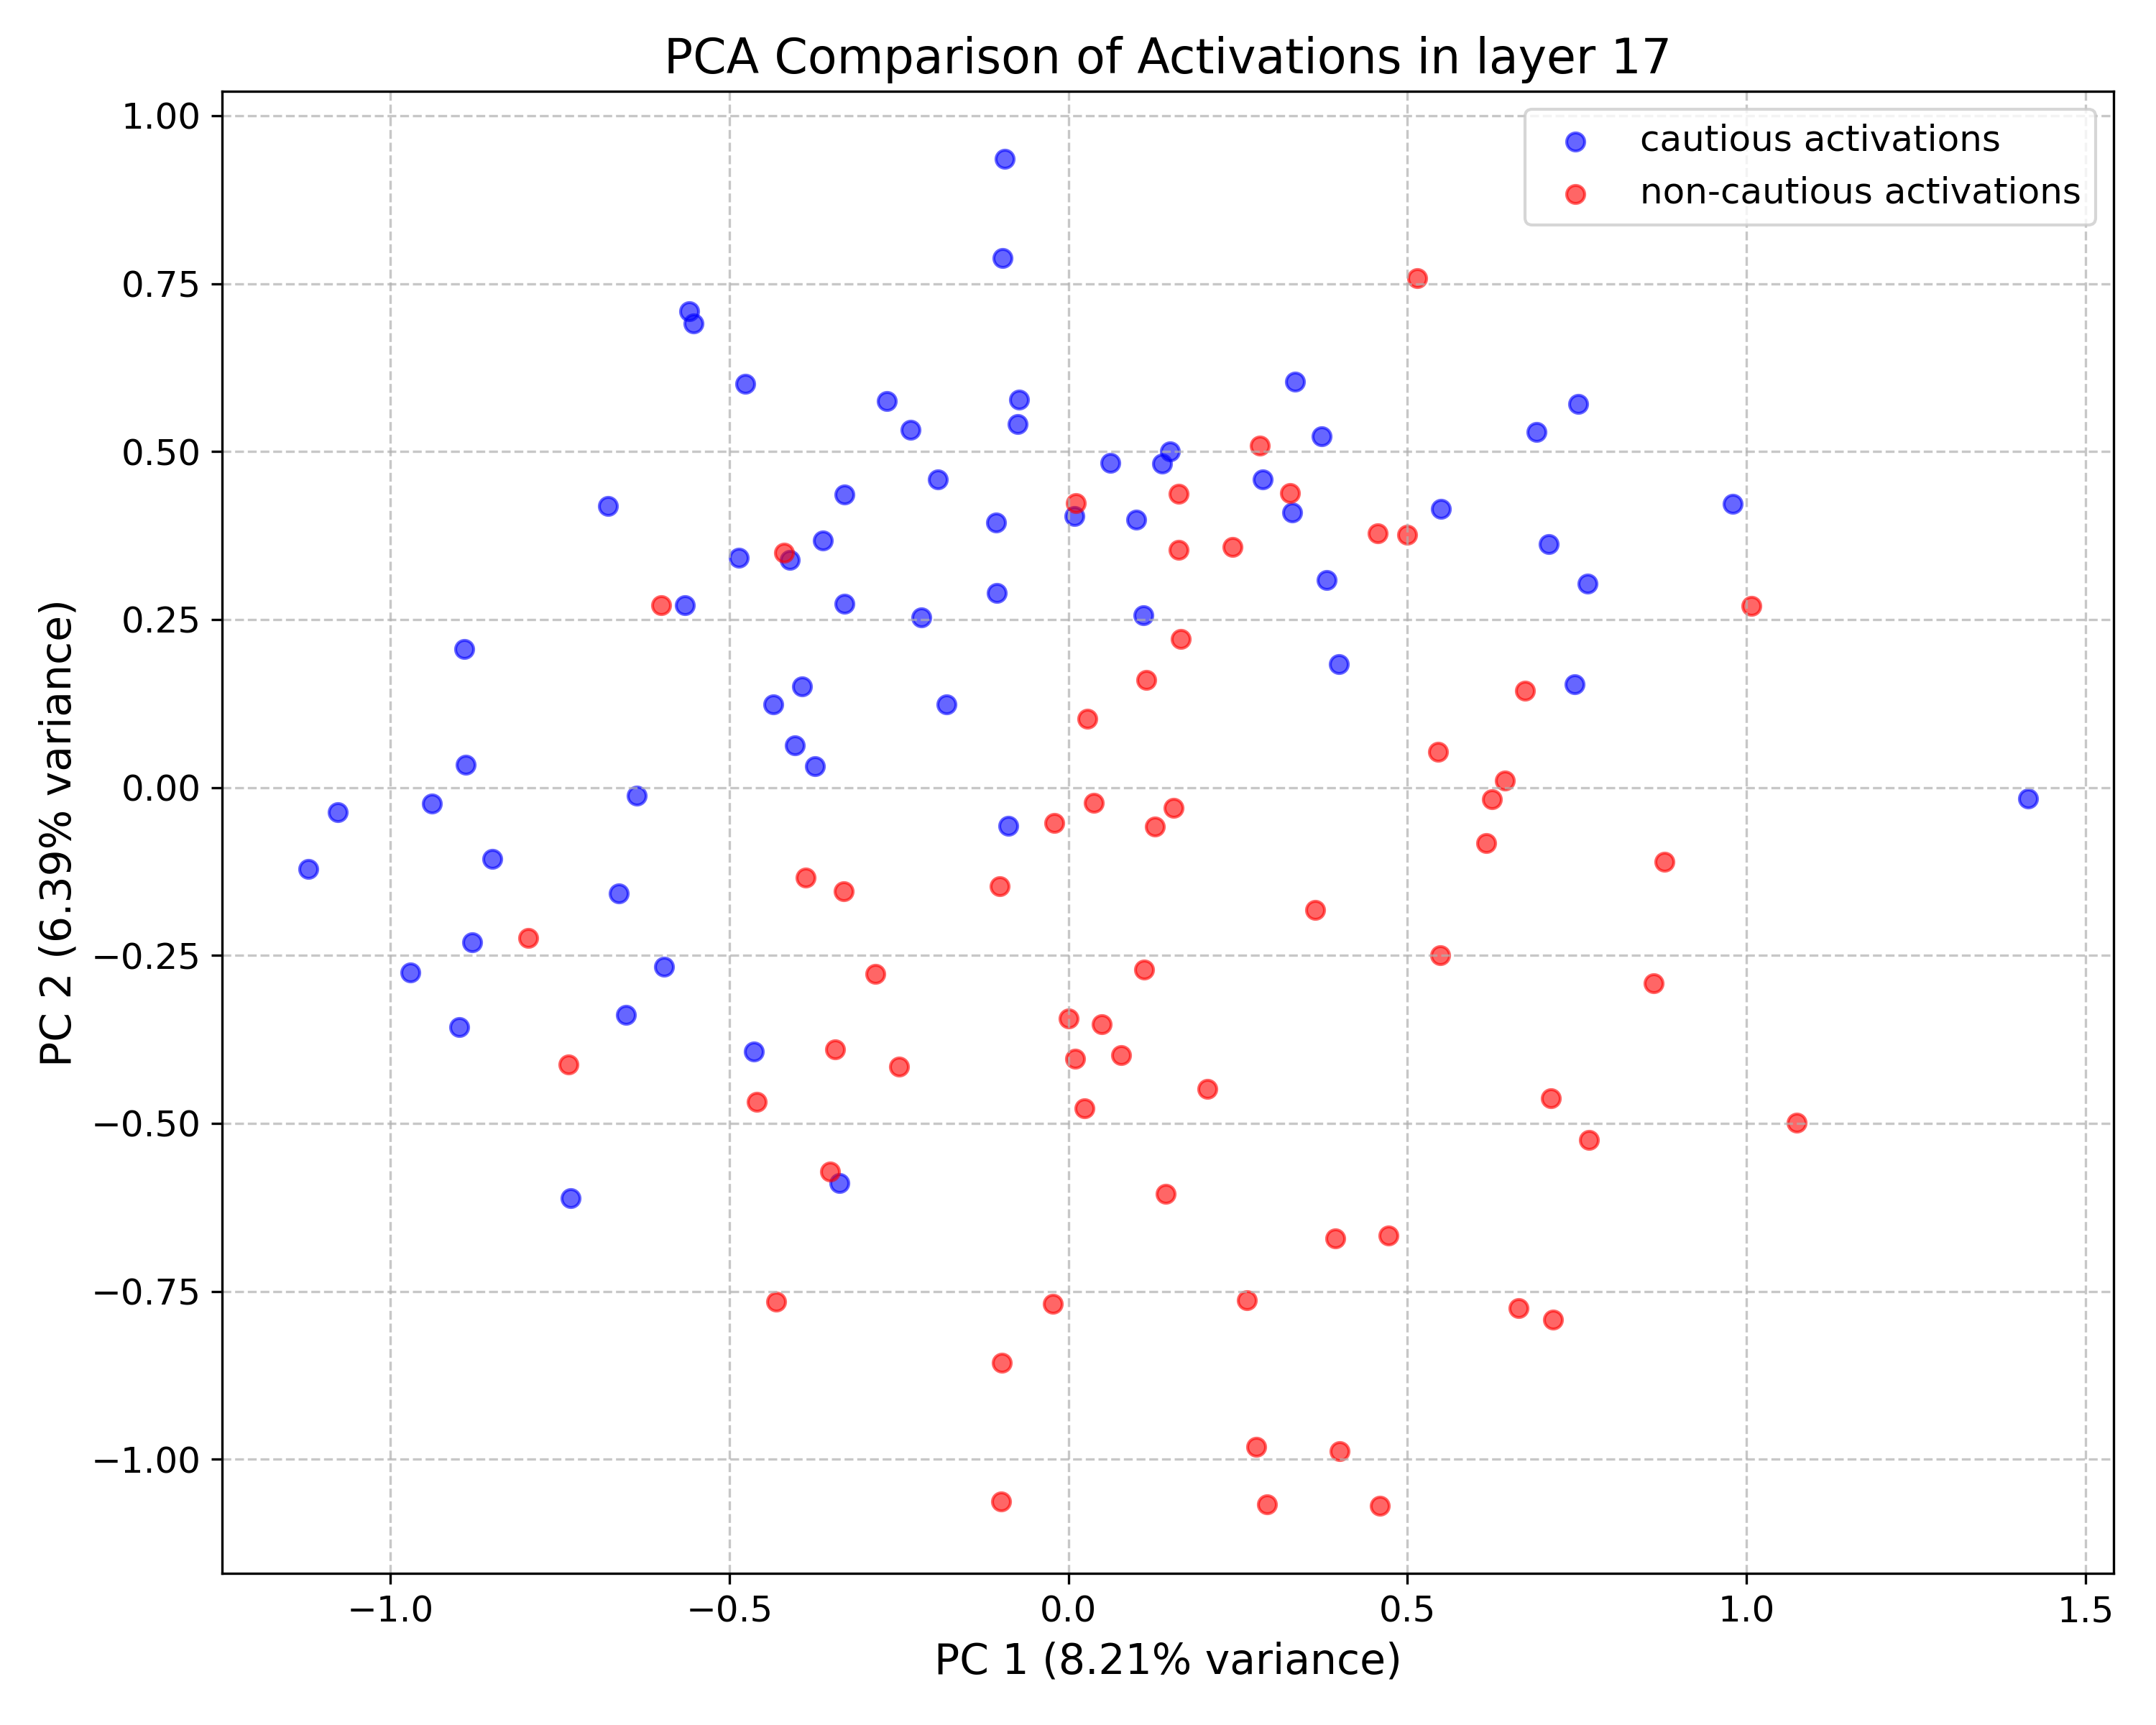 PCA Comparison of Activations in layer 17
cautious activations
non-cautious activations
1.00
0.75
0.50
0.25
0.00
−0.25
−0.50
−0.75
−1.00
PC 2 (6.39% variance)
−1.0 −0.5 0.0 0.5 1.0 1.5
PC 1 (8.21% variance)